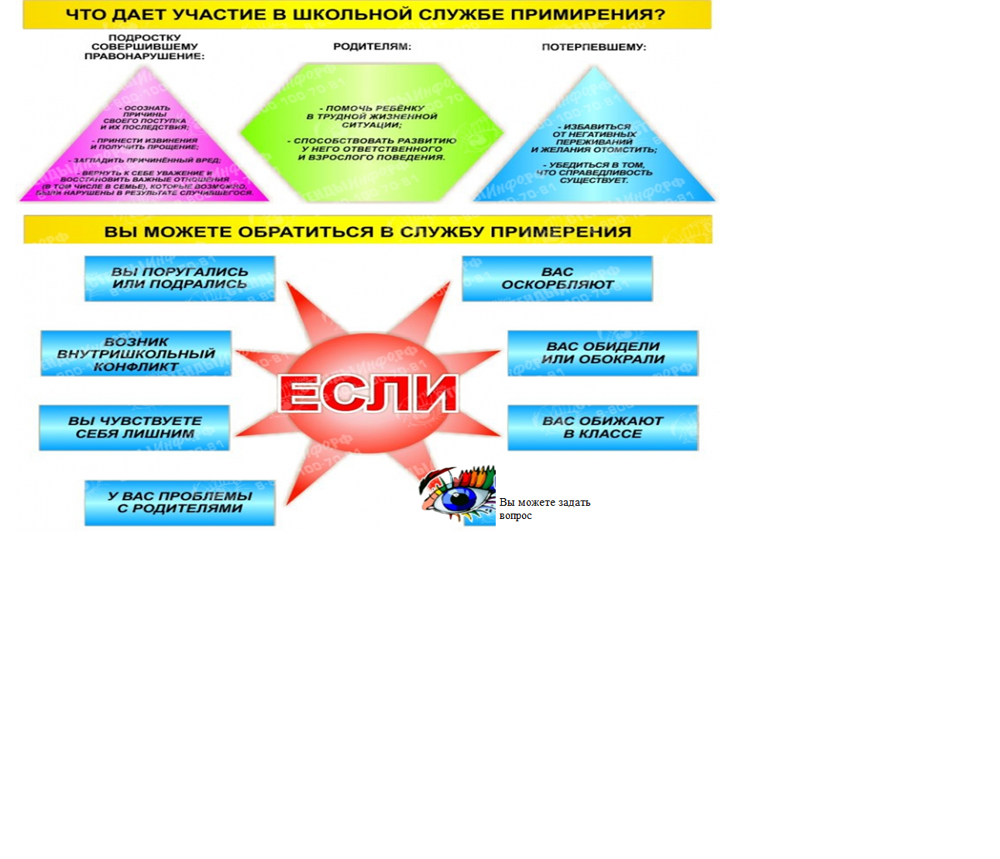 ЧТО ДАЕТ УЧАСТИЕ В ШКОЛЬНОЙ СЛУЖБЕ ПРИМИРЕНИЯ?
ПОДРОСТКУ
СОВЕРШИВШЕМУ
ПРАВОНАРУШЕНИЕ:
- ОСОЗНАТЬ
ПРИЧИНЫ
СВОЕГО ПОСТУПКА
И ИХ ПОСЛЕДСТВИЯ;
- ПРИНЕСТИ ИЗВИНЕНИЯ
И ПОЛУЧИТЬ ПРОЩЕНИЕ;
- ЗАГЛАДИТЬ ПРИЧИНЁННЫЙ ВРЕД;
- ВЕРНУТЬ К СЕБЕ УВАЖЕНИЕ И
ВОССТАНОВИТЬ ВАЖНЫЕ ОТНОШЕНИЯ
(В ТОМ ЧИСЛЕ В СЕМЬЕ), КОТОРЫЕ ВОЗМОЖНО,
БЫЛИ НАРУШЕНЫ В РЕЗУЛЬТАТЕ СЛУЧИВШЕГОСЯ.
РОДИТЕЛЯМ:
- ПОМОЧЬ РЕБЁНКУ
В ТРУДНОЙ ЖИЗНЕННОЙ
СИТУАЦИИ;
- СПОСОБСТВОВАТЬ РАЗВИТИЮ
У НЕГО ОТВЕТСТВЕННОГО
И ВЗРОСЛОГО ПОВЕДЕНИЯ.
ПОТЕРПЕВШЕМУ:
- ИЗБАВИТЬСЯ
ОТ НЕГАТИВНЫХ
ПЕРЕЖИВАНИЙ
И ЖЕЛАНИЯ ОТОМСТИТЬ;
- УБЕДИТЬСЯ В ТОМ,
ЧТО СПРАВЕДЛИВОСТЬ
СУЩЕСТВУЕТ.
ВЫ МОЖЕТЕ ОБРАТИТЬСЯ В СЛУЖБУ ПРИМЕРЕНИЯ
ВЫ ПОРУГАЛИСЬ
ИЛИ ПОДРАЛИСЬ
ВАС
ОСКОРБЛЯЮТ
ВОЗНИК
ВНУТРИШКОЛЬНЫЙ
КОНФЛИКТ
ВАС ОБИДЕЛИ
ИЛИ ОБОКРАЛИ
ЕСЛИ
ВЫ ЧУВСТВУЕТЕ
СЕБЯ ЛИШНИМ
ВАС ОБИЖАЮТ
В КЛАССЕ
У ВАС ПРОБЛЕМЫ
С РОДИТЕЛЯМИ
Вы можете задать
вопрос